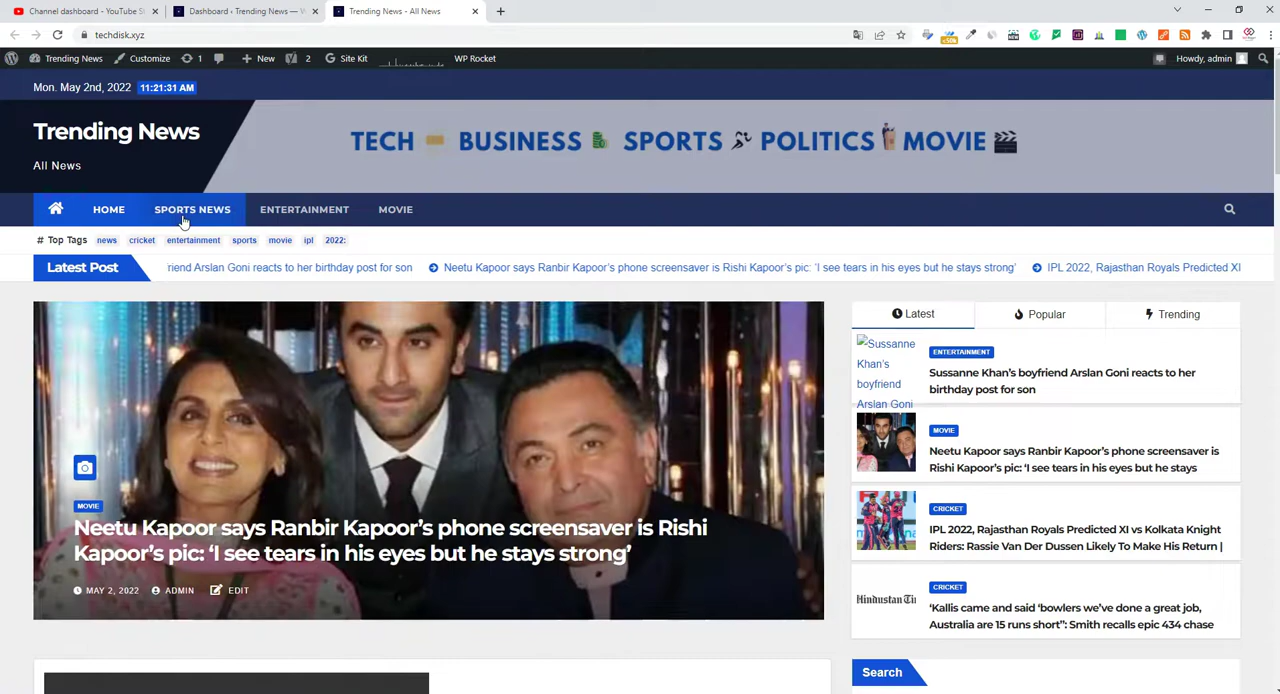 Channel dashboard - YouTube St
Dashboard ‹ Trending News — W
Trending News - All News
techdisk.xyz
Trending News
Customize
1
New
2
Site Kit
WP Rocket
Howdy, admin
Mon. May 2nd, 2022
11:21:31 AM
Trending News
All News
TECH BUSINESS SPORTS POLITICS MOVIE
HOME
SPORTS NEWS
ENTERTAINMENT
MOVIE
# Top Tags news cricket entertainment sports movie ipl 2022:
Latest Post
riend Arslan Goni reacts to her birthday post for son
Neetu Kapoor says Ranbir Kapoor’s phone screensaver is Rishi Kapoor’s pic: ‘I see tears in his eyes but he stays strong’
IPL 2022, Rajasthan Royals Predicted XI
MOVIE
Neetu Kapoor says Ranbir Kapoor’s phone screensaver is Rishi
Kapoor’s pic: ‘I see tears in his eyes but he stays strong’
MAY 2, 2022
ADMIN
EDIT
Latest
Popular
Trending
Sussanne
Khan’s
boyfriend
Arslan Goni
ENTERTAINMENT
Sussanne Khan’s boyfriend Arslan Goni reacts to her
birthday post for son
MOVIE
Neetu Kapoor says Ranbir Kapoor’s phone screensaver is
Rishi Kapoor’s pic: ‘I see tears in his eyes but he stays
CRICKET
IPL 2022, Rajasthan Royals Predicted XI vs Kolkata Knight
Riders: Rassie Van Der Dussen Likely To Make His Return |
Hindustan Tim
CRICKET
‘Kallis came and said ‘bowlers we’ve done a great job,
Australia are 15 runs short”: Smith recalls epic 434 chase
Search